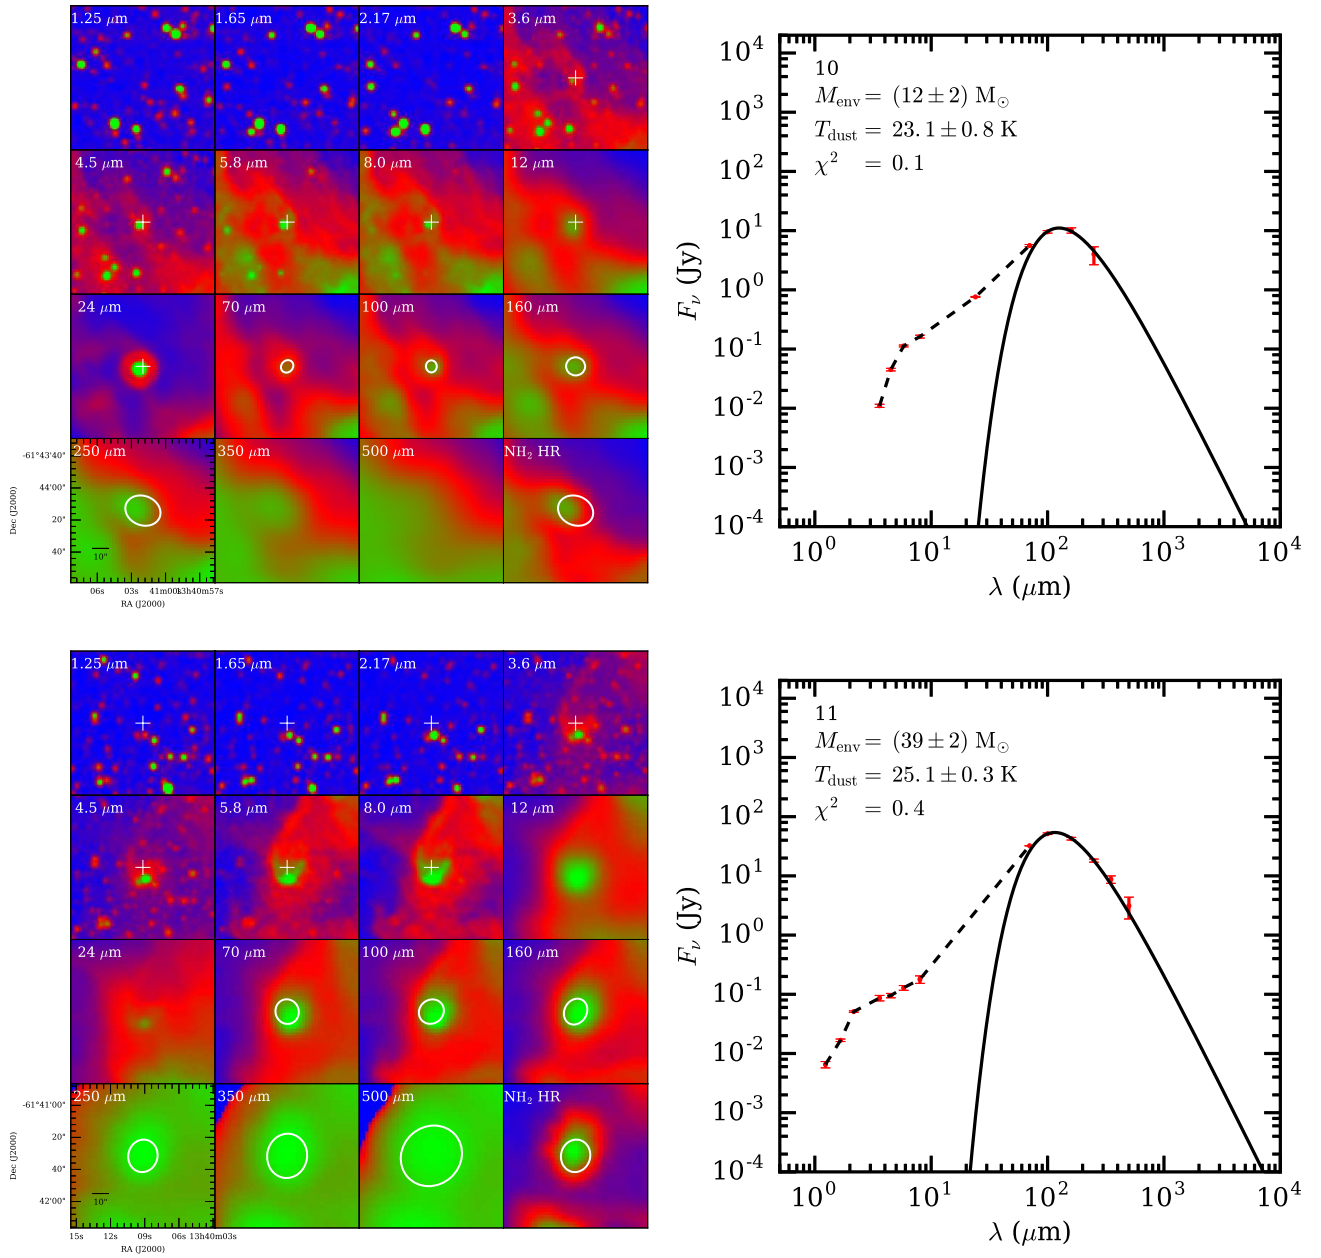 1.25 μm 1.65 μm 2.17 μm 3.6 μm
4.5 μm 5.8 μm 8.0 μm 12 μm
24 μm 70 μm 100 μm 160 μm
250 μm 350 μm 500 μm NH₂ HR
-61°43'40"
44'00"
20"
40"
Dec (J2000)
10"
06s 03s 41m00s 13h40m57s
RA (J2000)
10
M_env = (12 ± 2) M_⊙
T_dust = 23.1 ± 0.8 K
χ² = 0.1
10⁴
10³
10²
10¹
10⁰
10⁻¹
10⁻²
10⁻³
10⁻⁴
F_ν (Jy)
10⁰ 10¹ 10² 10³ 10⁴
λ (μm)
1.25 μm 1.65 μm 2.17 μm 3.6 μm
4.5 μm 5.8 μm 8.0 μm 12 μm
24 μm 70 μm 100 μm 160 μm
250 μm 350 μm 500 μm NH₂ HR
-61°41'00"
20"
40"
42'00"
Dec (J2000)
10"
15s 12s 09s 06s 13h40m03s
RA (J2000)
11
M_env = (39 ± 2) M_⊙
T_dust = 25.1 ± 0.3 K
χ² = 0.4
10⁴
10³
10²
10¹
10⁰
10⁻¹
10⁻²
10⁻³
10⁻⁴
F_ν (Jy)
10⁰ 10¹ 10² 10³ 10⁴
λ (μm)